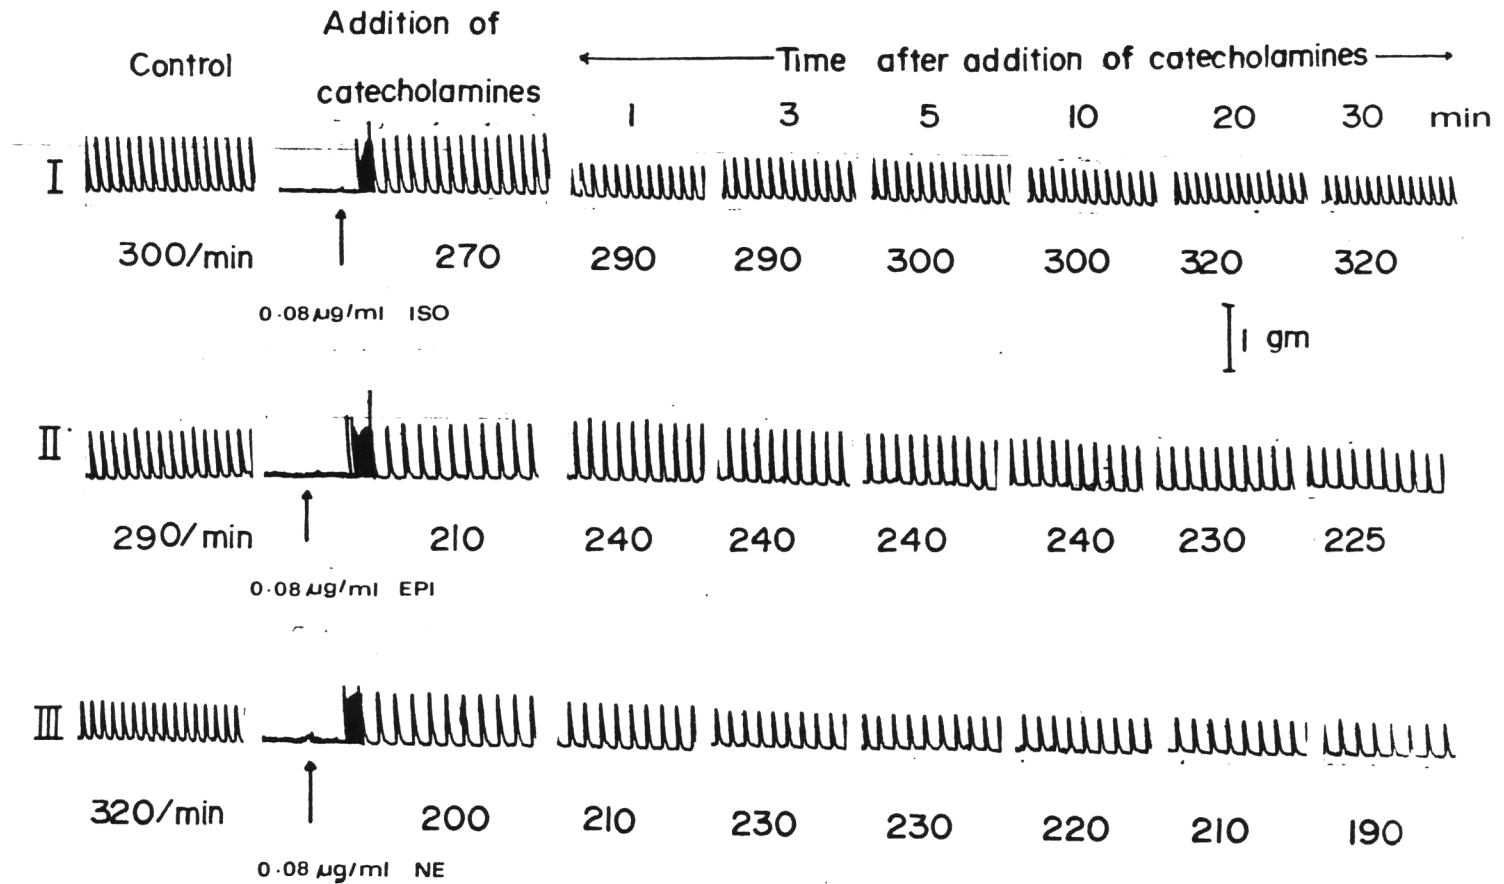 Addition of
Control
catecholamines
Time after addition of catecholamines
1 3 5 10 20 30 min
I
300/min 270 290 290 300 300 320 320
0.08 μg/ml ISO
1 gm
II
290/min 210 240 240 240 240 230 225
0.08 μg/ml EPI
III
320/min 200 210 230 230 220 210 190
0.08 μg/ml NE